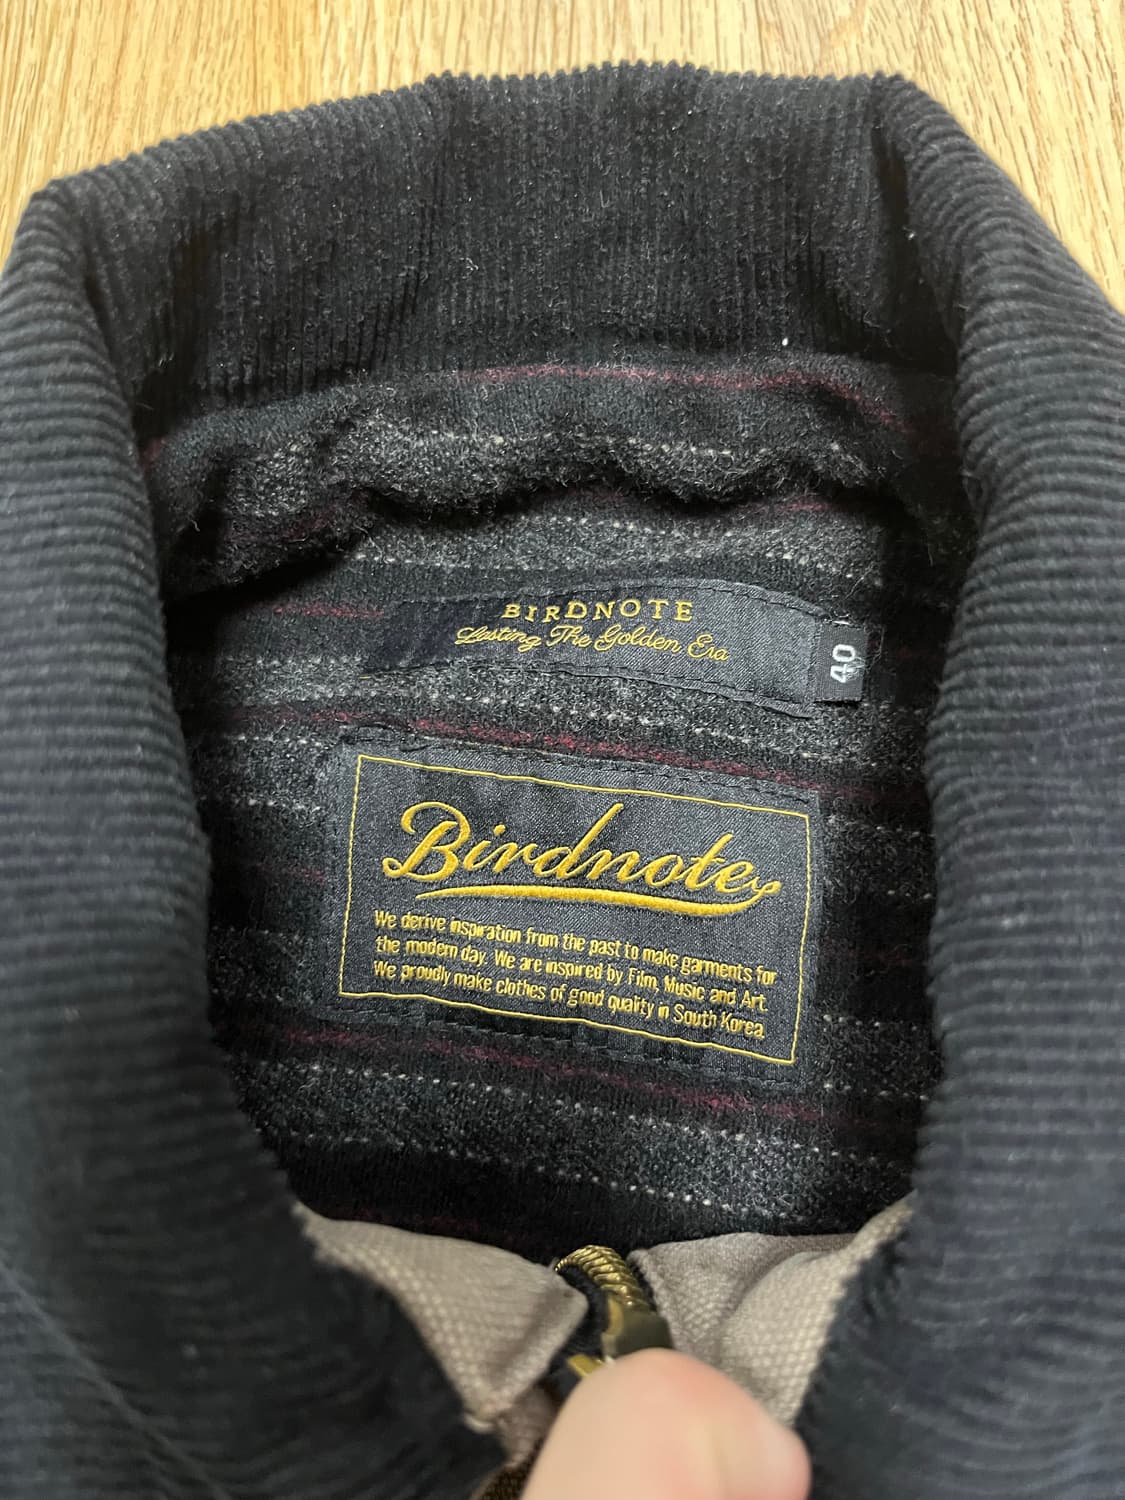 BIRDNOTE
Lasting The Golden Era
40
Birdnote
We derive inspiration from the past to make garments for
the modern day. We are inspired by Film, Music and Art.
We proudly make clothes of good quality in South Korea.